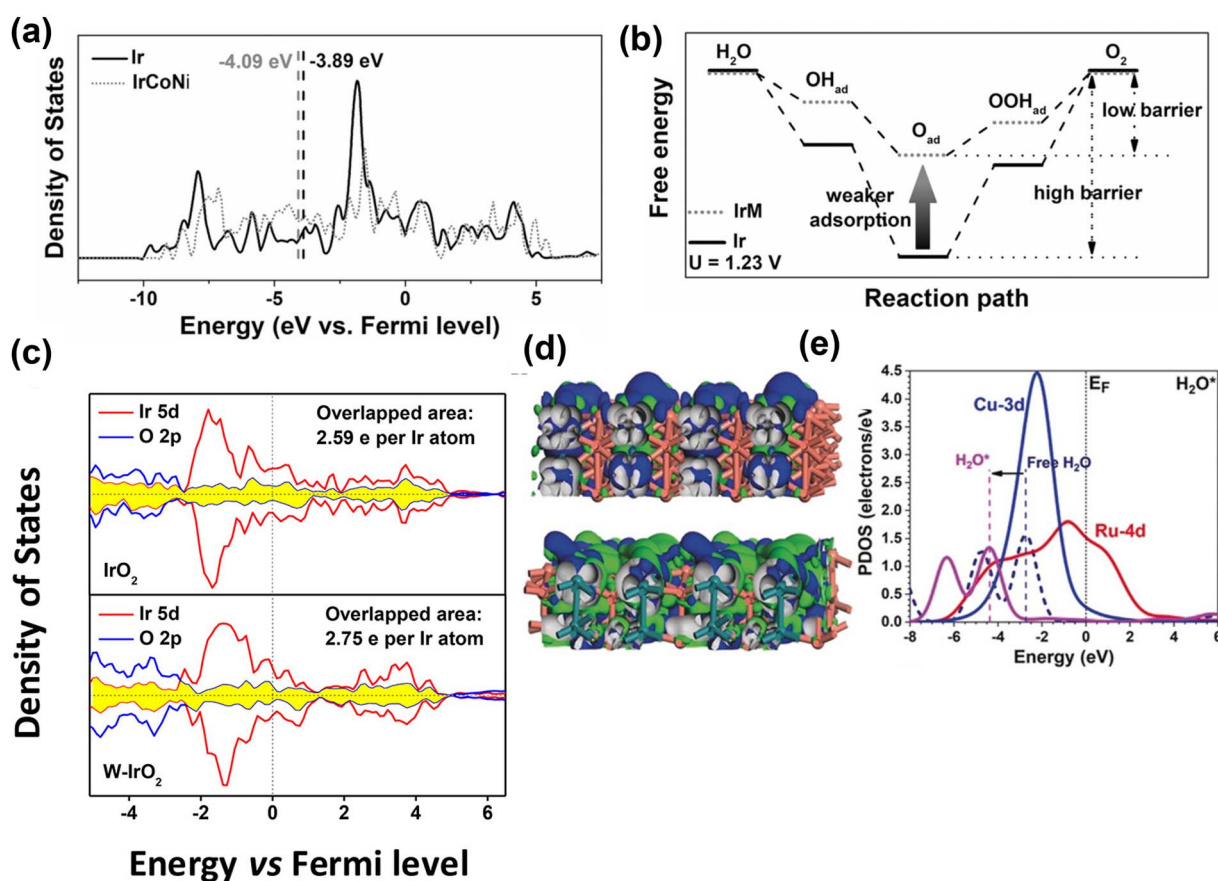 (a)
Ir
IrCoNi
-4.09 eV
-3.89 eV
Density of States
-10
-5
0
5
Energy (eV vs. Fermi level)
(b)
H₂O
OH_ad
O_ad
OOH_ad
O₂
low barrier
high barrier
weaker
adsorption
IrM
Ir
U = 1.23 V
Free energy
Reaction path
(c)
Ir 5d
O 2p
Overlapped area:
2.59 e per Ir atom
IrO₂
Ir 5d
O 2p
Overlapped area:
2.75 e per Ir atom
W-IrO₂
Density of States
-4
-2
0
2
4
6
Energy vs Fermi level
(d)
(e)
4.5
4.0
3.5
3.0
2.5
2.0
1.5
1.0
0.5
0.0
PDOS (electrons/eV)
E_F
H₂O*
Cu-3d
H₂O*
Free H₂O
Ru-4d
-8
-6
-4
-2
0
2
4
6
Energy (eV)